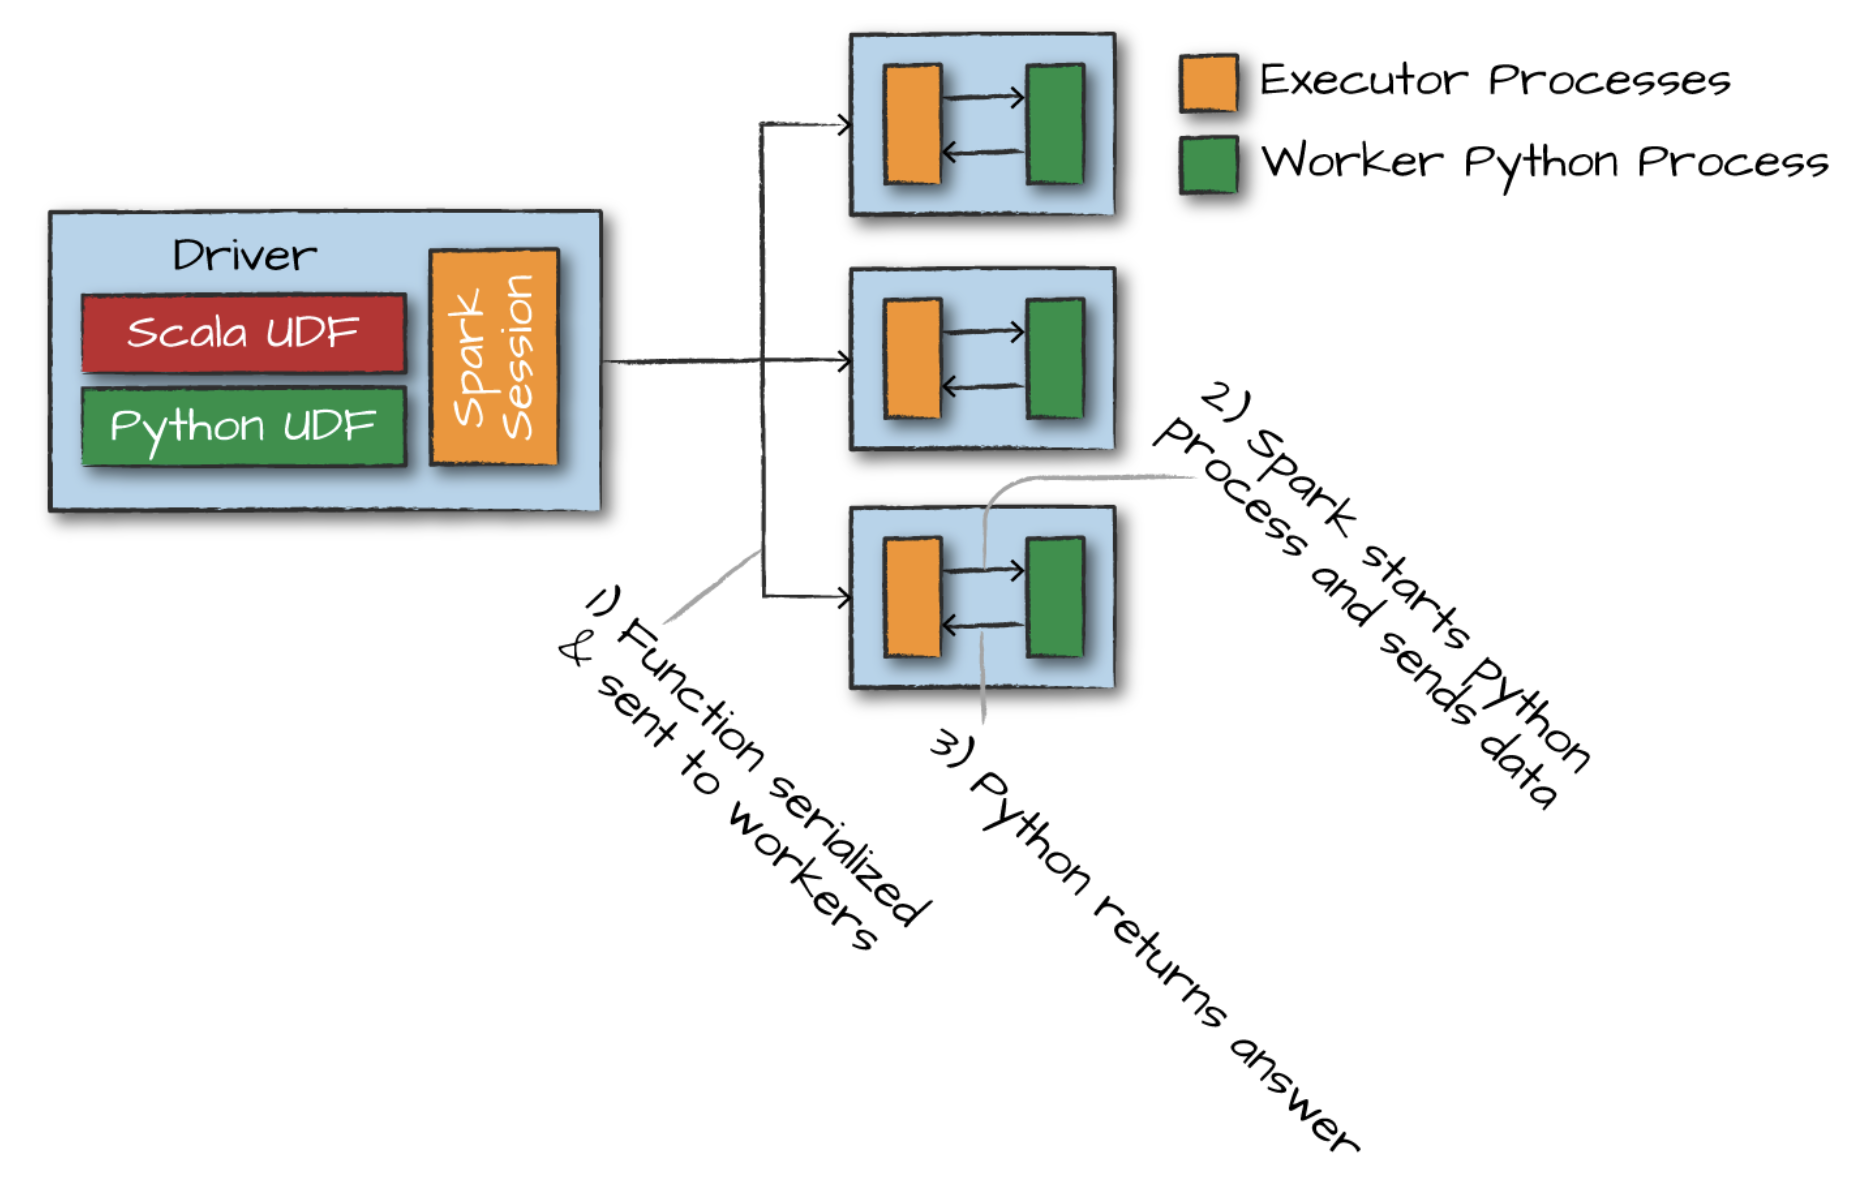 Executor Processes
Worker Python Process
Driver
Scala UDF
Python UDF
Spark
Session
1) Function serialized
& sent to workers
2) Spark starts Python
process and sends data
3) Python returns answer